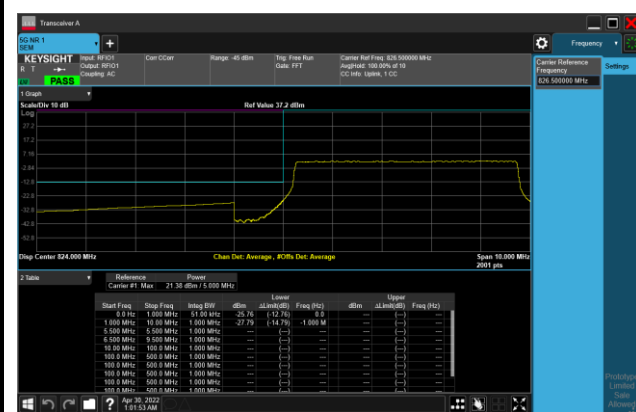 Transceiver A
5G NR 1
SEM
Frequency
KEYSIGHT
R T
PASS
Input: RFIO1
Output: RFIO1
Coupling: AC
Corr CCorr
Range: -45 dBm
Trig: Free Run
Gate: FFT
Carrier Ref Freq: 826.500000 MHz
Avg|Hold: 100.00% of 10
CC Info: Uplink, 1 CC
Carrier Reference
Frequency
826.500000 MHz
Settings
1 Graph
Scale/Div 10 dB
Ref Value 37.2 dBm
Log
27.2
17.2
7.16
-2.84
-12.8
-22.8
-32.8
-42.8
-52.8
Disp Center 824.000 MHz
Chan Det: Average , #Offs Det: Average
Span 10.000 MHz
2001 pts
2 Table
Reference Power
Carrier #1 Max 21.38 dBm / 5.000 MHz
Lower Upper
Start Freq Stop Freq Integ BW dBm ΔLimit(dB) Freq (Hz) dBm ΔLimit(dB) Freq (Hz)
0.0 Hz 1.000 MHz 51.00 kHz -25.76 (-12.76) 0.0 --- (---) ---
1.000 MHz 10.00 MHz 1.000 MHz -27.79 (-14.79) -1.000 M --- (---) ---
5.500 MHz 5.500 MHz 1.000 MHz --- (---) --- --- (---) ---
6.500 MHz 9.500 MHz 1.000 MHz --- (---) --- --- (---) ---
10.00 MHz 100.0 MHz 1.000 MHz --- (---) --- --- (---) ---
100.0 MHz 500.0 MHz 1.000 MHz --- (---) --- --- (---) ---
100.0 MHz 500.0 MHz 1.000 MHz --- (---) --- --- (---) ---
100.0 MHz 500.0 MHz 1.000 MHz --- (---) --- --- (---) ---
100.0 MHz 500.0 MHz 1.000 MHz --- (---) --- --- (---) ---
Apr 30, 2022
1:01:53 AM
Prototype
Limited
Sale
Allowed